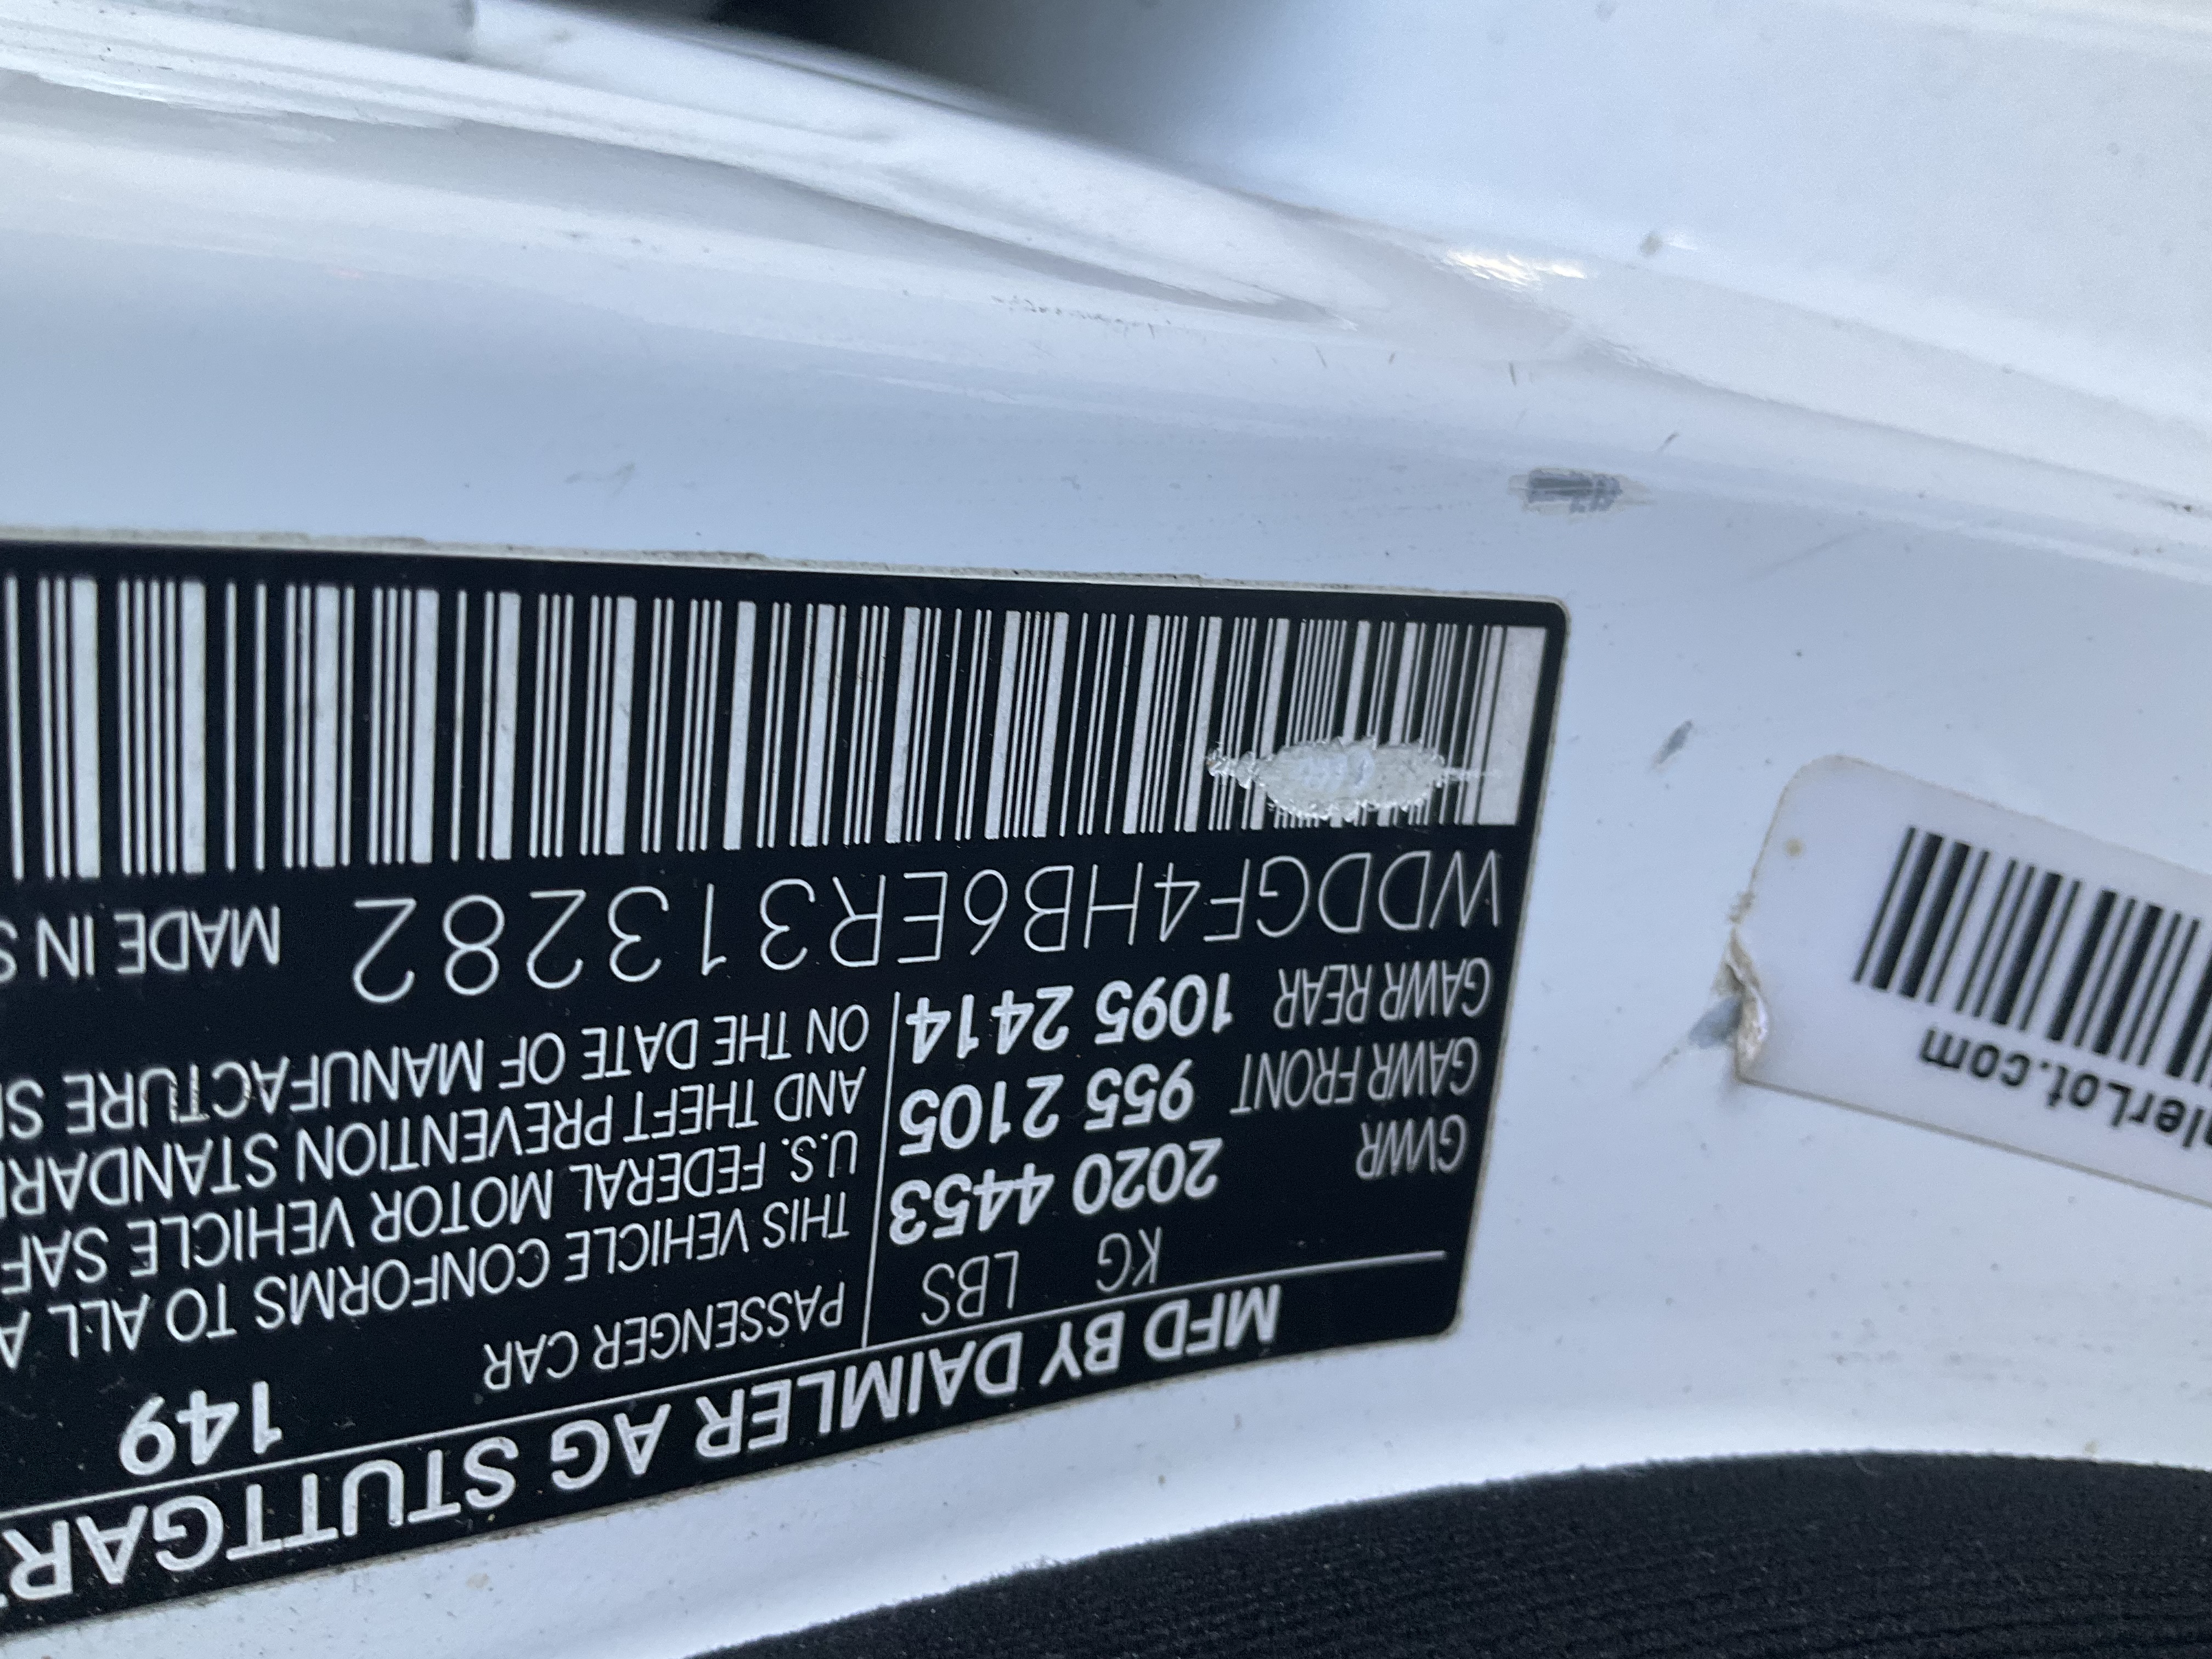 MFD BY DAIMLER AG STUTTGAR
149
KG LBS
GVWR 2020 4453
GAWR FRONT 955 2105
GAWR REAR 1095 2414
PASSENGER CAR
THIS VEHICLE CONFORMS TO ALL A
U.S. FEDERAL MOTOR VEHICLE SAF
AND THEFT PREVENTION STANDAR
ON THE DATE OF MANUFACTURE S
WDDGF4HB6ER313282
MADE IN S
alerLot.com